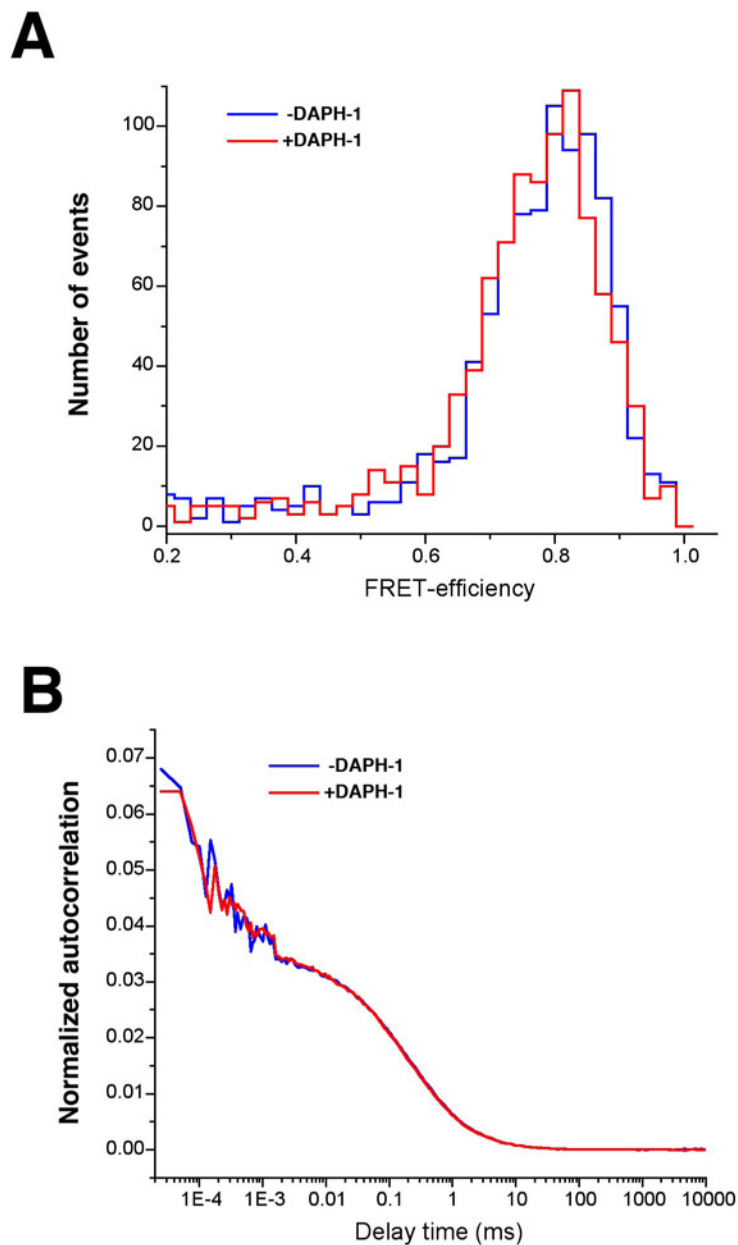 A
-DAPH-1
+DAPH-1
100
80
60
40
20
0
0.2 0.4 0.6 0.8 1.0
Number of events
FRET-efficiency
B
-DAPH-1
+DAPH-1
0.07
0.06
0.05
0.04
0.03
0.02
0.01
0.00
1E-4 1E-3 0.01 0.1 1 10 100 1000 10000
Normalized autocorrelation
Delay time (ms)